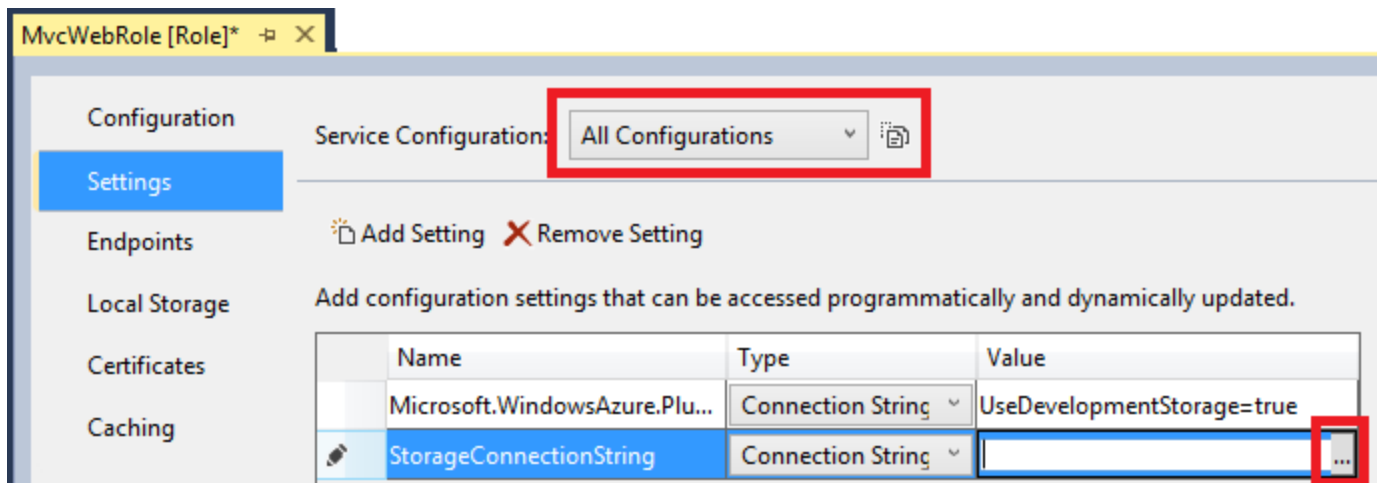 MvcWebRole [Role]*
Configuration
Service Configuration: All Configurations
Settings
Add Setting Remove Setting
Endpoints
Local Storage
Add configuration settings that can be accessed programmatically and dynamically updated.
Certificates
Name Type Value
Microsoft.WindowsAzure.Plu... Connection String UseDevelopmentStorage=true
Caching
StorageConnectionString Connection String ...